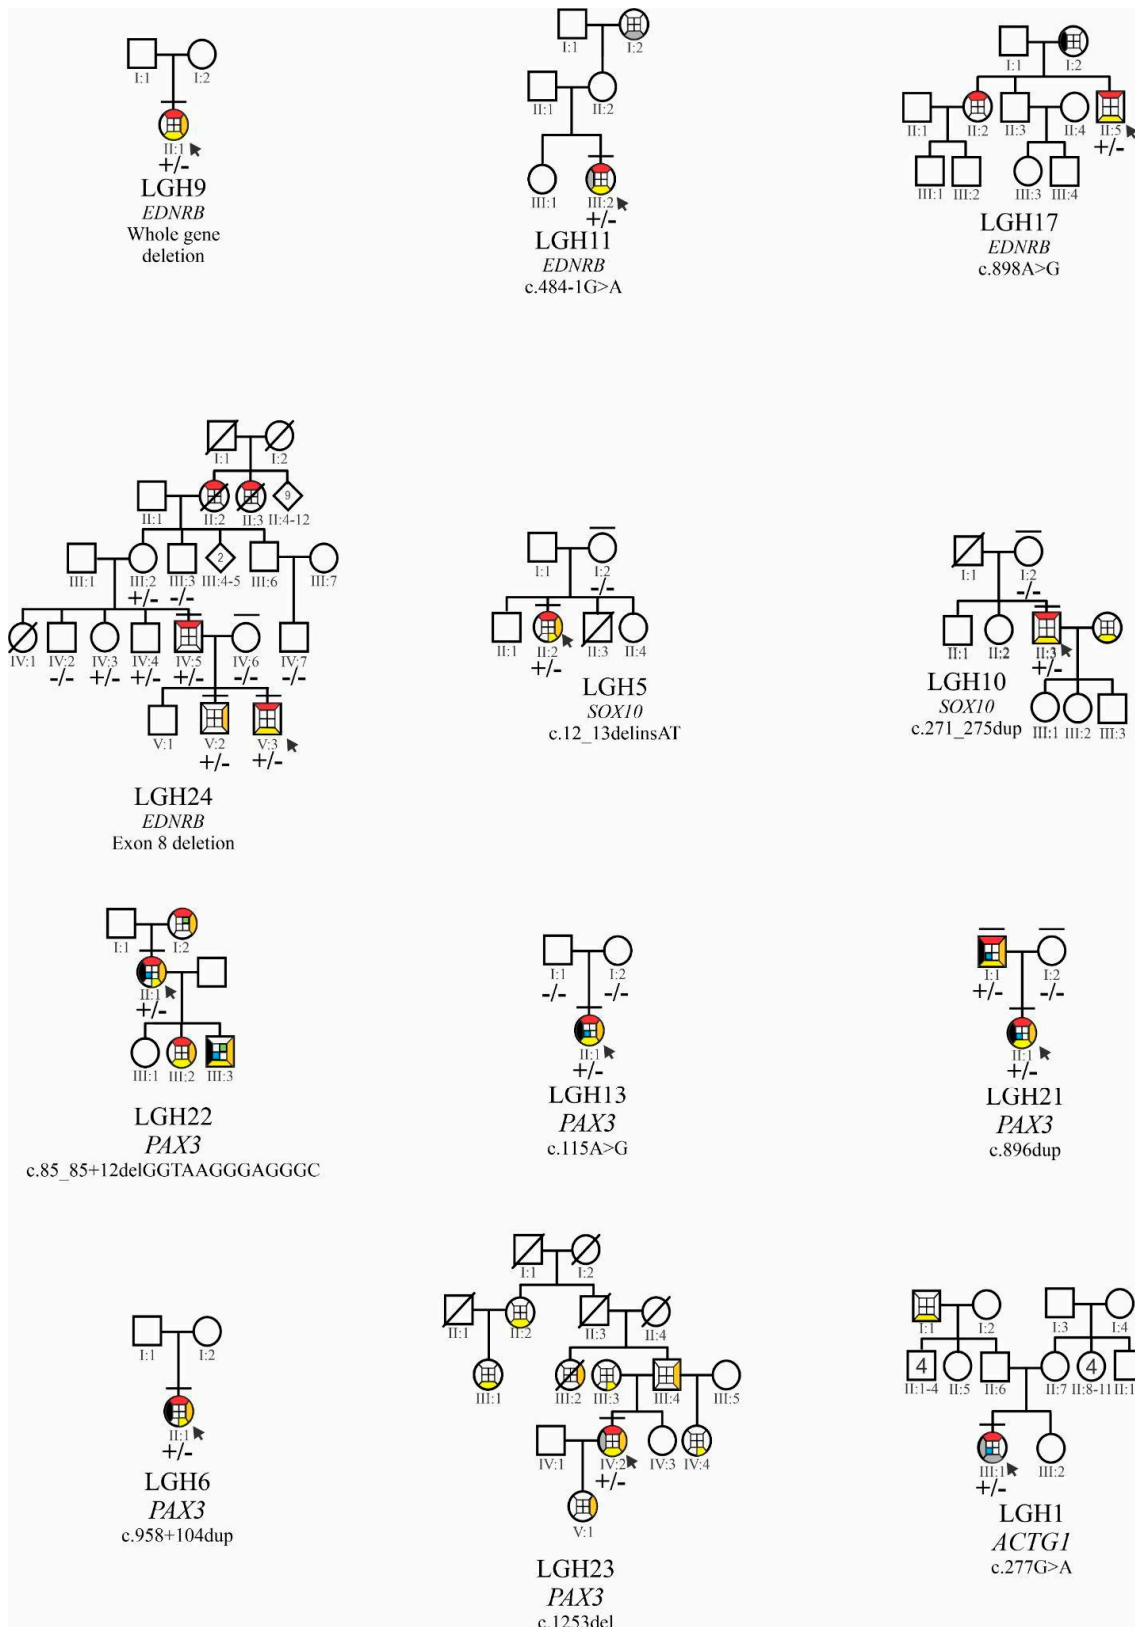 I:1 I:2
II:1
+/-
LGH9
EDNRB
Whole gene
deletion
I:1 I:2
II:1 II:2
III:1 III:2
+/-
LGH11
EDNRB
c.484-1G>A
I:1 I:2
II:1 II:2 II:3 II:4 II:5
+/-
III:1 III:2 III:3 III:4
LGH17
EDNRB
c.898A>G
I:1 I:2
9
II:1 II:2 II:3 II:4-12
2
III:1 III:2 III:3 III:4-5 III:6 III:7
+/- -/-
IV:1 IV:2 IV:3 IV:4 IV:5 IV:6 IV:7
-/- +/- +/- +/- -/- -/-
V:1 V:2 V:3
+/- +/-
LGH24
EDNRB
Exon 8 deletion
I:1 I:2
-/-
II:1 II:2 II:3 II:4
+/-
LGH5
SOX10
c.12_13delinsAT
I:1 I:2
-/-
II:1 II:2 II:3
+/-
LGH10
SOX10
c.271_275dup
III:1 III:2 III:3
I:1 I:2
II:1
+/-
III:1 III:2 III:3
LGH22
PAX3
c.85_85+12delGGTAAGGGAGGGC
I:1 I:2
-/- -/-
II:1
+/-
LGH13
PAX3
c.115A>G
I:1 I:2
+/- -/-
II:1
+/-
LGH21
PAX3
c.896dup
I:1 I:2
II:1
+/-
LGH6
PAX3
c.958+104dup
I:1 I:2
II:1 II:2 II:3 II:4
III:1 III:2 III:3 III:4 III:5
IV:1 IV:2 IV:3 IV:4
+/-
V:1
LGH23
PAX3
c.1253del
I:1 I:2 I:3 I:4
4 4
II:1-4 II:5 II:6 II:7 II:8-11
III:1 III:2
+/-
LGH1
ACTG1
c.277G>A